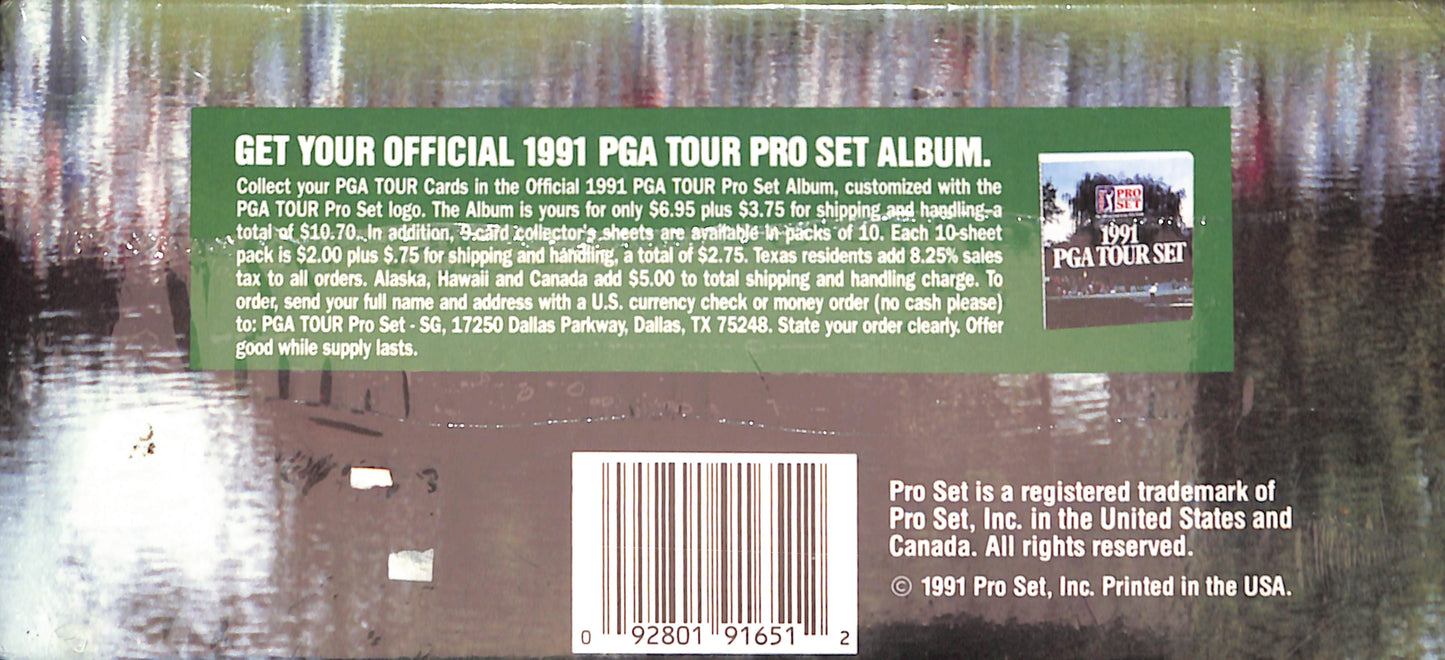 GET YOUR OFFICIAL 1991 PGA TOUR PRO SET ALBUM.
Collect your PGA TOUR Cards in the Official 1991 PGA TOUR Pro Set Album, customized with the
PGA TOUR Pro Set logo. The Album is yours for only $6.95 plus $3.75 for shipping and handling–a
total of $10.70. In addition, 9-card collector's sheets are available in packs of 10. Each 10-sheet
pack is $2.00 plus $.75 for shipping and handling, a total of $2.75. Texas residents add 8.25% sales
tax to all orders. Alaska, Hawaii and Canada add $5.00 to total shipping and handling charge. To
order, send your full name and address with a U.S. currency check or money order (no cash please)
to: PGA TOUR Pro Set - SG, 17250 Dallas Parkway, Dallas, TX 75248. State your order clearly. Offer
good while supply lasts.
PRO
SET
1991
PGA TOUR SET
Pro Set is a registered trademark of
Pro Set, Inc. in the United States and
Canada. All rights reserved.
© 1991 Pro Set, Inc. Printed in the USA.
0 92801 91651 2